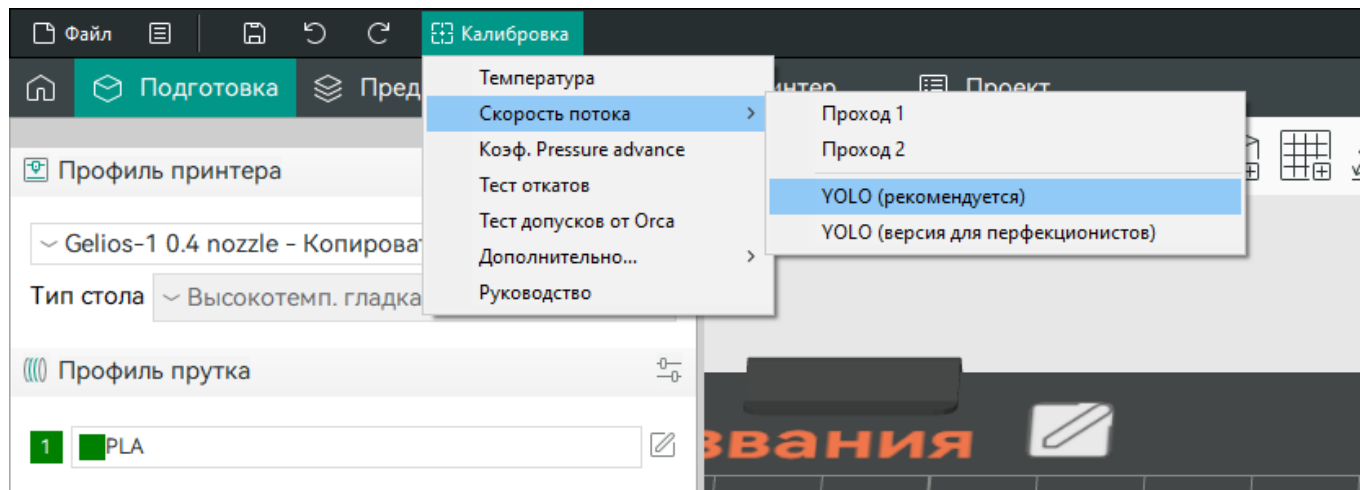 Файл
Калибровка
Подготовка
Пред
Проект
Температура
Скорость потока
Коэф. Pressure advance
Тест откатов
Тест допусков от Orca
Дополнительно...
Руководство
Проход 1
Проход 2
YOLO (рекомендуется)
YOLO (версия для перфекционистов)
Профиль принтера
Gelios-1 0.4 nozzle - Копироват
Тип стола
Высокотемп. гладка
Профиль прутка
1
PLA
звания